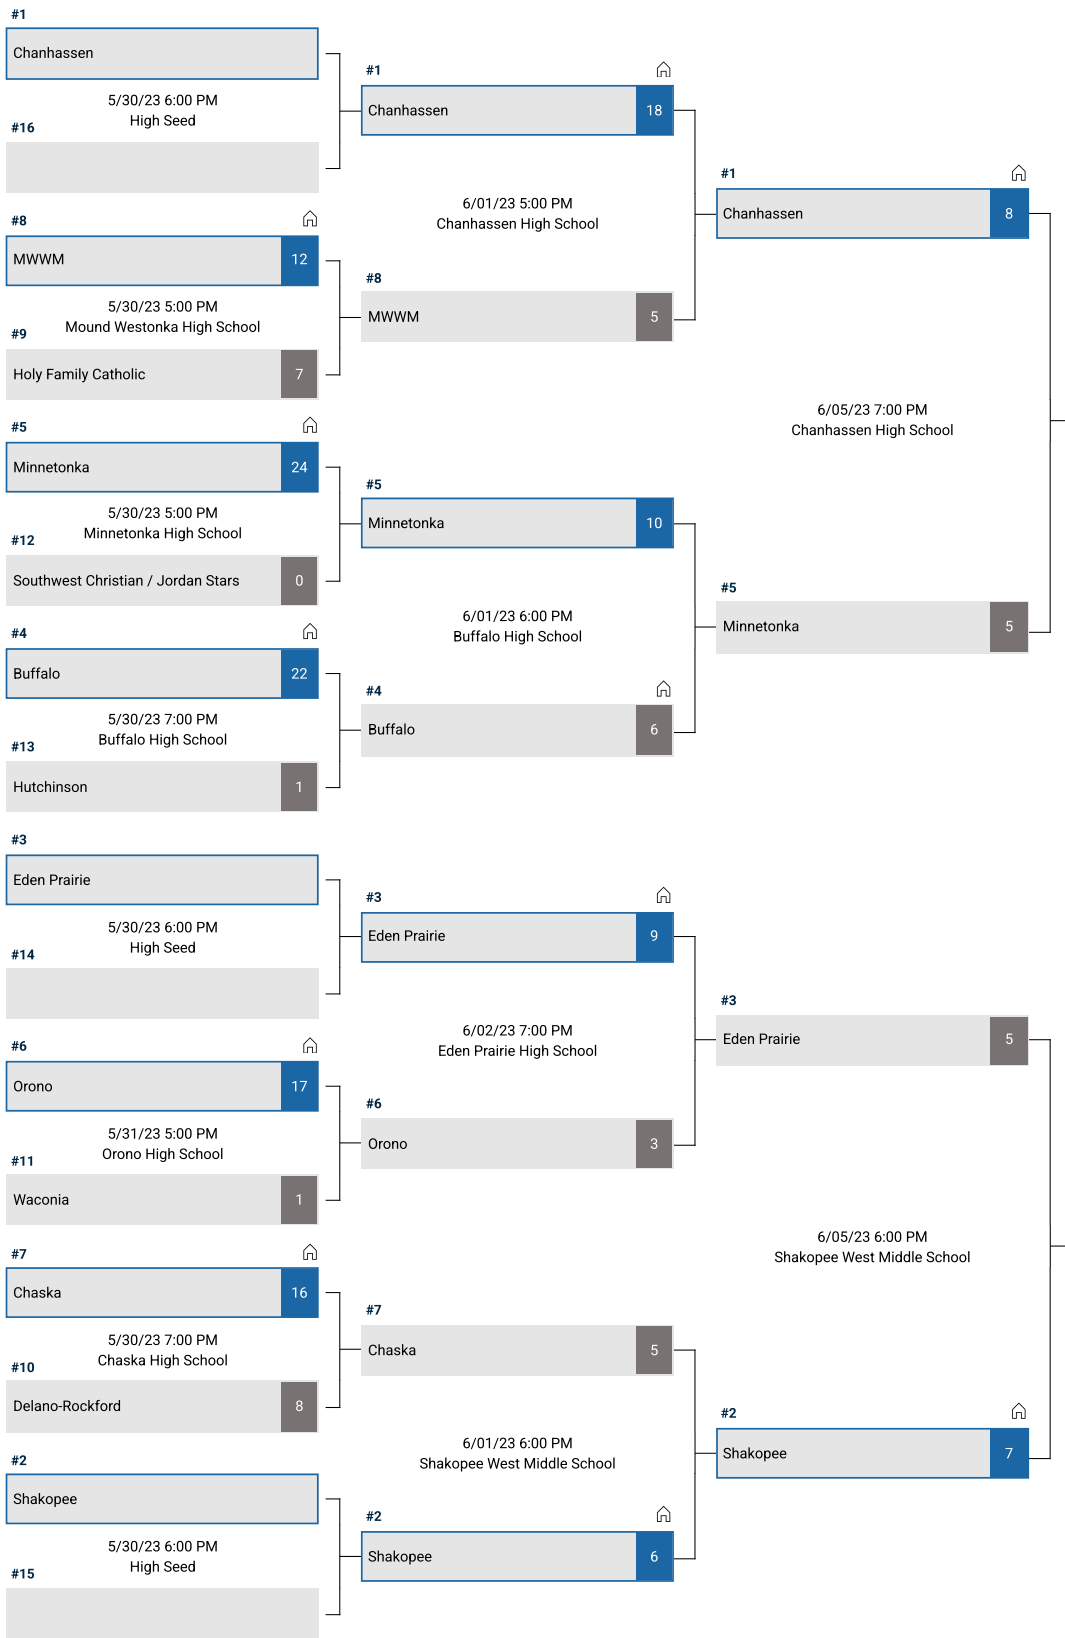 #1
Chanhassen
5/30/23 6:00 PM
High Seed
#16
#8
MWWM 12
5/30/23 5:00 PM
Mound Westonka High School
#9
Holy Family Catholic 7
#5
Minnetonka 24
5/30/23 5:00 PM
Minnetonka High School
#12
Southwest Christian / Jordan Stars 0
#4
Buffalo 22
5/30/23 7:00 PM
Buffalo High School
#13
Hutchinson 1
#3
Eden Prairie
5/30/23 6:00 PM
High Seed
#14
#6
Orono 17
5/31/23 5:00 PM
Orono High School
#11
Waconia 1
#7
Chaska 16
5/30/23 7:00 PM
Chaska High School
#10
Delano-Rockford 8
#2
Shakopee
5/30/23 6:00 PM
High Seed
#15
#1
Chanhassen 18
6/01/23 5:00 PM
Chanhassen High School
#8
MWWM 5
#5
Minnetonka 10
6/01/23 6:00 PM
Buffalo High School
#4
Buffalo 6
#3
Eden Prairie 9
6/02/23 7:00 PM
Eden Prairie High School
#6
Orono 3
#7
Chaska 5
6/01/23 6:00 PM
Shakopee West Middle School
#2
Shakopee 6
#1
Chanhassen 8
6/05/23 7:00 PM
Chanhassen High School
#5
Minnetonka 5
#3
Eden Prairie 5
6/05/23 6:00 PM
Shakopee West Middle School
#2
Shakopee 7